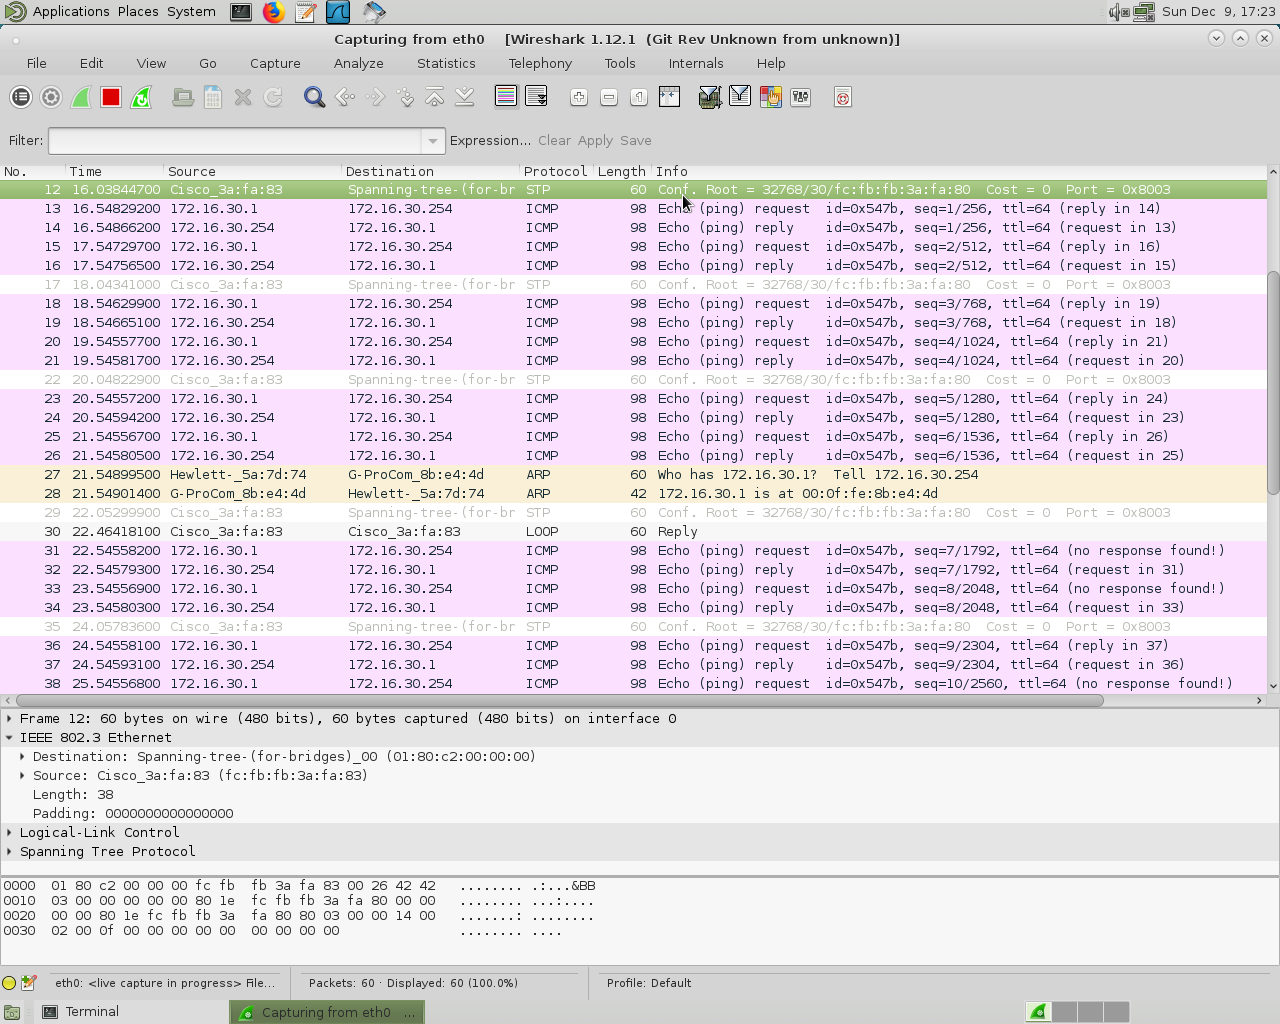 Applications Places System Sun Dec 9, 17:23
Capturing from eth0 [Wireshark 1.12.1 (Git Rev Unknown from unknown)]
File Edit View Go Capture Analyze Statistics Telephony Tools Internals Help
Filter: Expression... Clear Apply Save
No. Time Source Destination Protocol Length Info
12 16.03844700 Cisco_3a:fa:83 Spanning-tree-(for-br STP 60 Conf. Root = 32768/30/fc:fb:fb:3a:fa:80 Cost = 0 Port = 0x8003
13 16.54829200 172.16.30.1 172.16.30.254 ICMP 98 Echo (ping) request id=0x547b, seq=1/256, ttl=64 (reply in 14)
14 16.54866200 172.16.30.254 172.16.30.1 ICMP 98 Echo (ping) reply id=0x547b, seq=1/256, ttl=64 (request in 13)
15 17.54729700 172.16.30.1 172.16.30.254 ICMP 98 Echo (ping) request id=0x547b, seq=2/512, ttl=64 (reply in 16)
16 17.54756500 172.16.30.254 172.16.30.1 ICMP 98 Echo (ping) reply id=0x547b, seq=2/512, ttl=64 (request in 15)
17 18.04341000 Cisco_3a:fa:83 Spanning-tree-(for-br STP 60 Conf. Root = 32768/30/fc:fb:fb:3a:fa:80 Cost = 0 Port = 0x8003
18 18.54629900 172.16.30.1 172.16.30.254 ICMP 98 Echo (ping) request id=0x547b, seq=3/768, ttl=64 (reply in 19)
19 18.54665100 172.16.30.254 172.16.30.1 ICMP 98 Echo (ping) reply id=0x547b, seq=3/768, ttl=64 (request in 18)
20 19.54557700 172.16.30.1 172.16.30.254 ICMP 98 Echo (ping) request id=0x547b, seq=4/1024, ttl=64 (reply in 21)
21 19.54581700 172.16.30.254 172.16.30.1 ICMP 98 Echo (ping) reply id=0x547b, seq=4/1024, ttl=64 (request in 20)
22 20.04822900 Cisco_3a:fa:83 Spanning-tree-(for-br STP 60 Conf. Root = 32768/30/fc:fb:fb:3a:fa:80 Cost = 0 Port = 0x8003
23 20.54557200 172.16.30.1 172.16.30.254 ICMP 98 Echo (ping) request id=0x547b, seq=5/1280, ttl=64 (reply in 24)
24 20.54594200 172.16.30.254 172.16.30.1 ICMP 98 Echo (ping) reply id=0x547b, seq=5/1280, ttl=64 (request in 23)
25 21.54556700 172.16.30.1 172.16.30.254 ICMP 98 Echo (ping) request id=0x547b, seq=6/1536, ttl=64 (reply in 26)
26 21.54580500 172.16.30.254 172.16.30.1 ICMP 98 Echo (ping) reply id=0x547b, seq=6/1536, ttl=64 (request in 25)
27 21.54899500 Hewlett-_5a:7d:74 G-ProCom_8b:e4:4d ARP 60 Who has 172.16.30.1? Tell 172.16.30.254
28 21.54901400 G-ProCom_8b:e4:4d Hewlett-_5a:7d:74 ARP 42 172.16.30.1 is at 00:0f:fe:8b:e4:4d
29 22.05299900 Cisco_3a:fa:83 Spanning-tree-(for-br STP 60 Conf. Root = 32768/30/fc:fb:fb:3a:fa:80 Cost = 0 Port = 0x8003
30 22.46418100 Cisco_3a:fa:83 Cisco_3a:fa:83 LOOP 60 Reply
31 22.54558200 172.16.30.1 172.16.30.254 ICMP 98 Echo (ping) request id=0x547b, seq=7/1792, ttl=64 (no response found!)
32 22.54579300 172.16.30.254 172.16.30.1 ICMP 98 Echo (ping) reply id=0x547b, seq=7/1792, ttl=64 (request in 31)
33 23.54556900 172.16.30.1 172.16.30.254 ICMP 98 Echo (ping) request id=0x547b, seq=8/2048, ttl=64 (no response found!)
34 23.54580300 172.16.30.254 172.16.30.1 ICMP 98 Echo (ping) reply id=0x547b, seq=8/2048, ttl=64 (request in 33)
35 24.05783600 Cisco_3a:fa:83 Spanning-tree-(for-br STP 60 Conf. Root = 32768/30/fc:fb:fb:3a:fa:80 Cost = 0 Port = 0x8003
36 24.54558100 172.16.30.1 172.16.30.254 ICMP 98 Echo (ping) request id=0x547b, seq=9/2304, ttl=64 (reply in 37)
37 24.54593100 172.16.30.254 172.16.30.1 ICMP 98 Echo (ping) reply id=0x547b, seq=9/2304, ttl=64 (request in 36)
38 25.54556800 172.16.30.1 172.16.30.254 ICMP 98 Echo (ping) request id=0x547b, seq=10/2560, ttl=64 (no response found!)
Frame 12: 60 bytes on wire (480 bits), 60 bytes captured (480 bits) on interface 0
IEEE 802.3 Ethernet
Destination: Spanning-tree-(for-bridges)_00 (01:80:c2:00:00:00)
Source: Cisco_3a:fa:83 (fc:fb:fb:3a:fa:83)
Length: 38
Padding: 0000000000000000
Logical-Link Control
Spanning Tree Protocol
0000 01 80 c2 00 00 00 fc fb fb 3a fa 83 00 26 42 42 ........ .:...&BB
0010 03 00 00 00 00 00 80 1e fc fb fb 3a fa 80 00 00 ........ ...:....
0020 00 00 80 1e fc fb fb 3a fa 80 80 03 00 00 14 00 .......: ........
0030 02 00 0f 00 00 00 00 00 00 00 00 00 ........ ....
eth0: <live capture in progress> File... Packets: 60 · Displayed: 60 (100.0%) Profile: Default
Terminal Capturing from eth0 ...